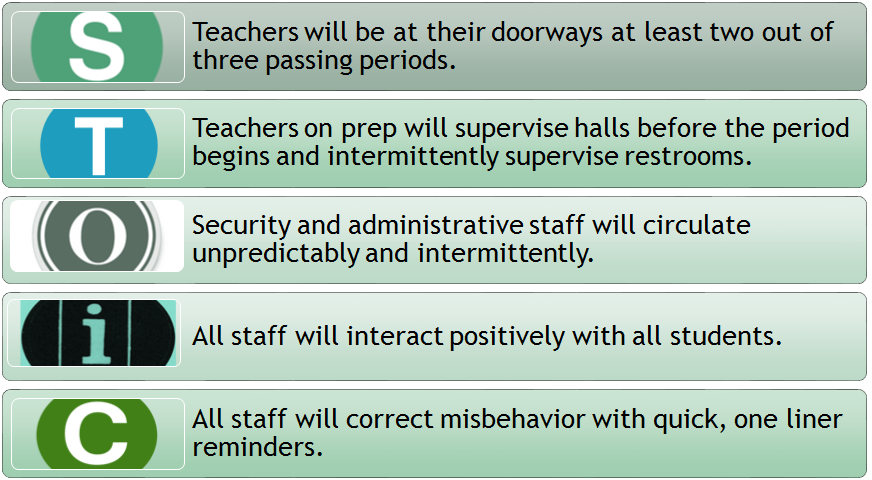 S
Teachers will be at their doorways at least two out of
three passing periods.
T
Teachers on prep will supervise halls before the period
begins and intermittently supervise restrooms.
O
Security and administrative staff will circulate
unpredictably and intermittently.
i
All staff will interact positively with all students.
C
All staff will correct misbehavior with quick, one liner
reminders.